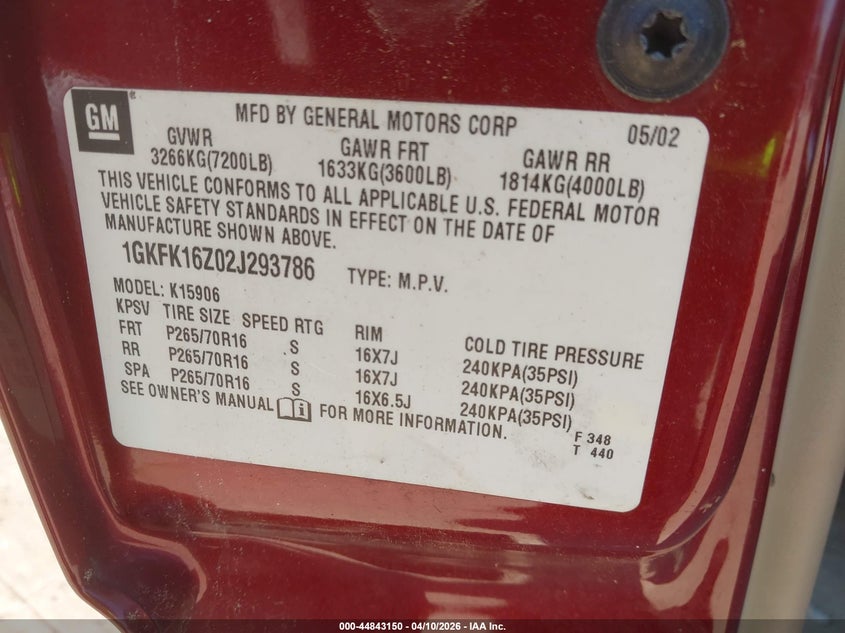 GM
MFD BY GENERAL MOTORS CORP 05/02
GVWR GAWR FRT GAWR RR
3266KG(7200LB) 1633KG(3600LB) 1814KG(4000LB)
THIS VEHICLE CONFORMS TO ALL APPLICABLE U.S. FEDERAL MOTOR
VEHICLE SAFETY STANDARDS IN EFFECT ON THE DATE OF
MANUFACTURE SHOWN ABOVE.
1GKFK16Z02J293786 TYPE: M.P.V.
MODEL: K15906
KPSV TIRE SIZE SPEED RTG RIM COLD TIRE PRESSURE
FRT P265/70R16 S 16X7J 240KPA(35PSI)
RR P265/70R16 S 16X7J 240KPA(35PSI)
SPA P265/70R16 S 16X6.5J 240KPA(35PSI)
SEE OWNER'S MANUAL i FOR MORE INFORMATION.
F 348
T 440
000-44843150 - 04/10/2026 - IAA Inc.